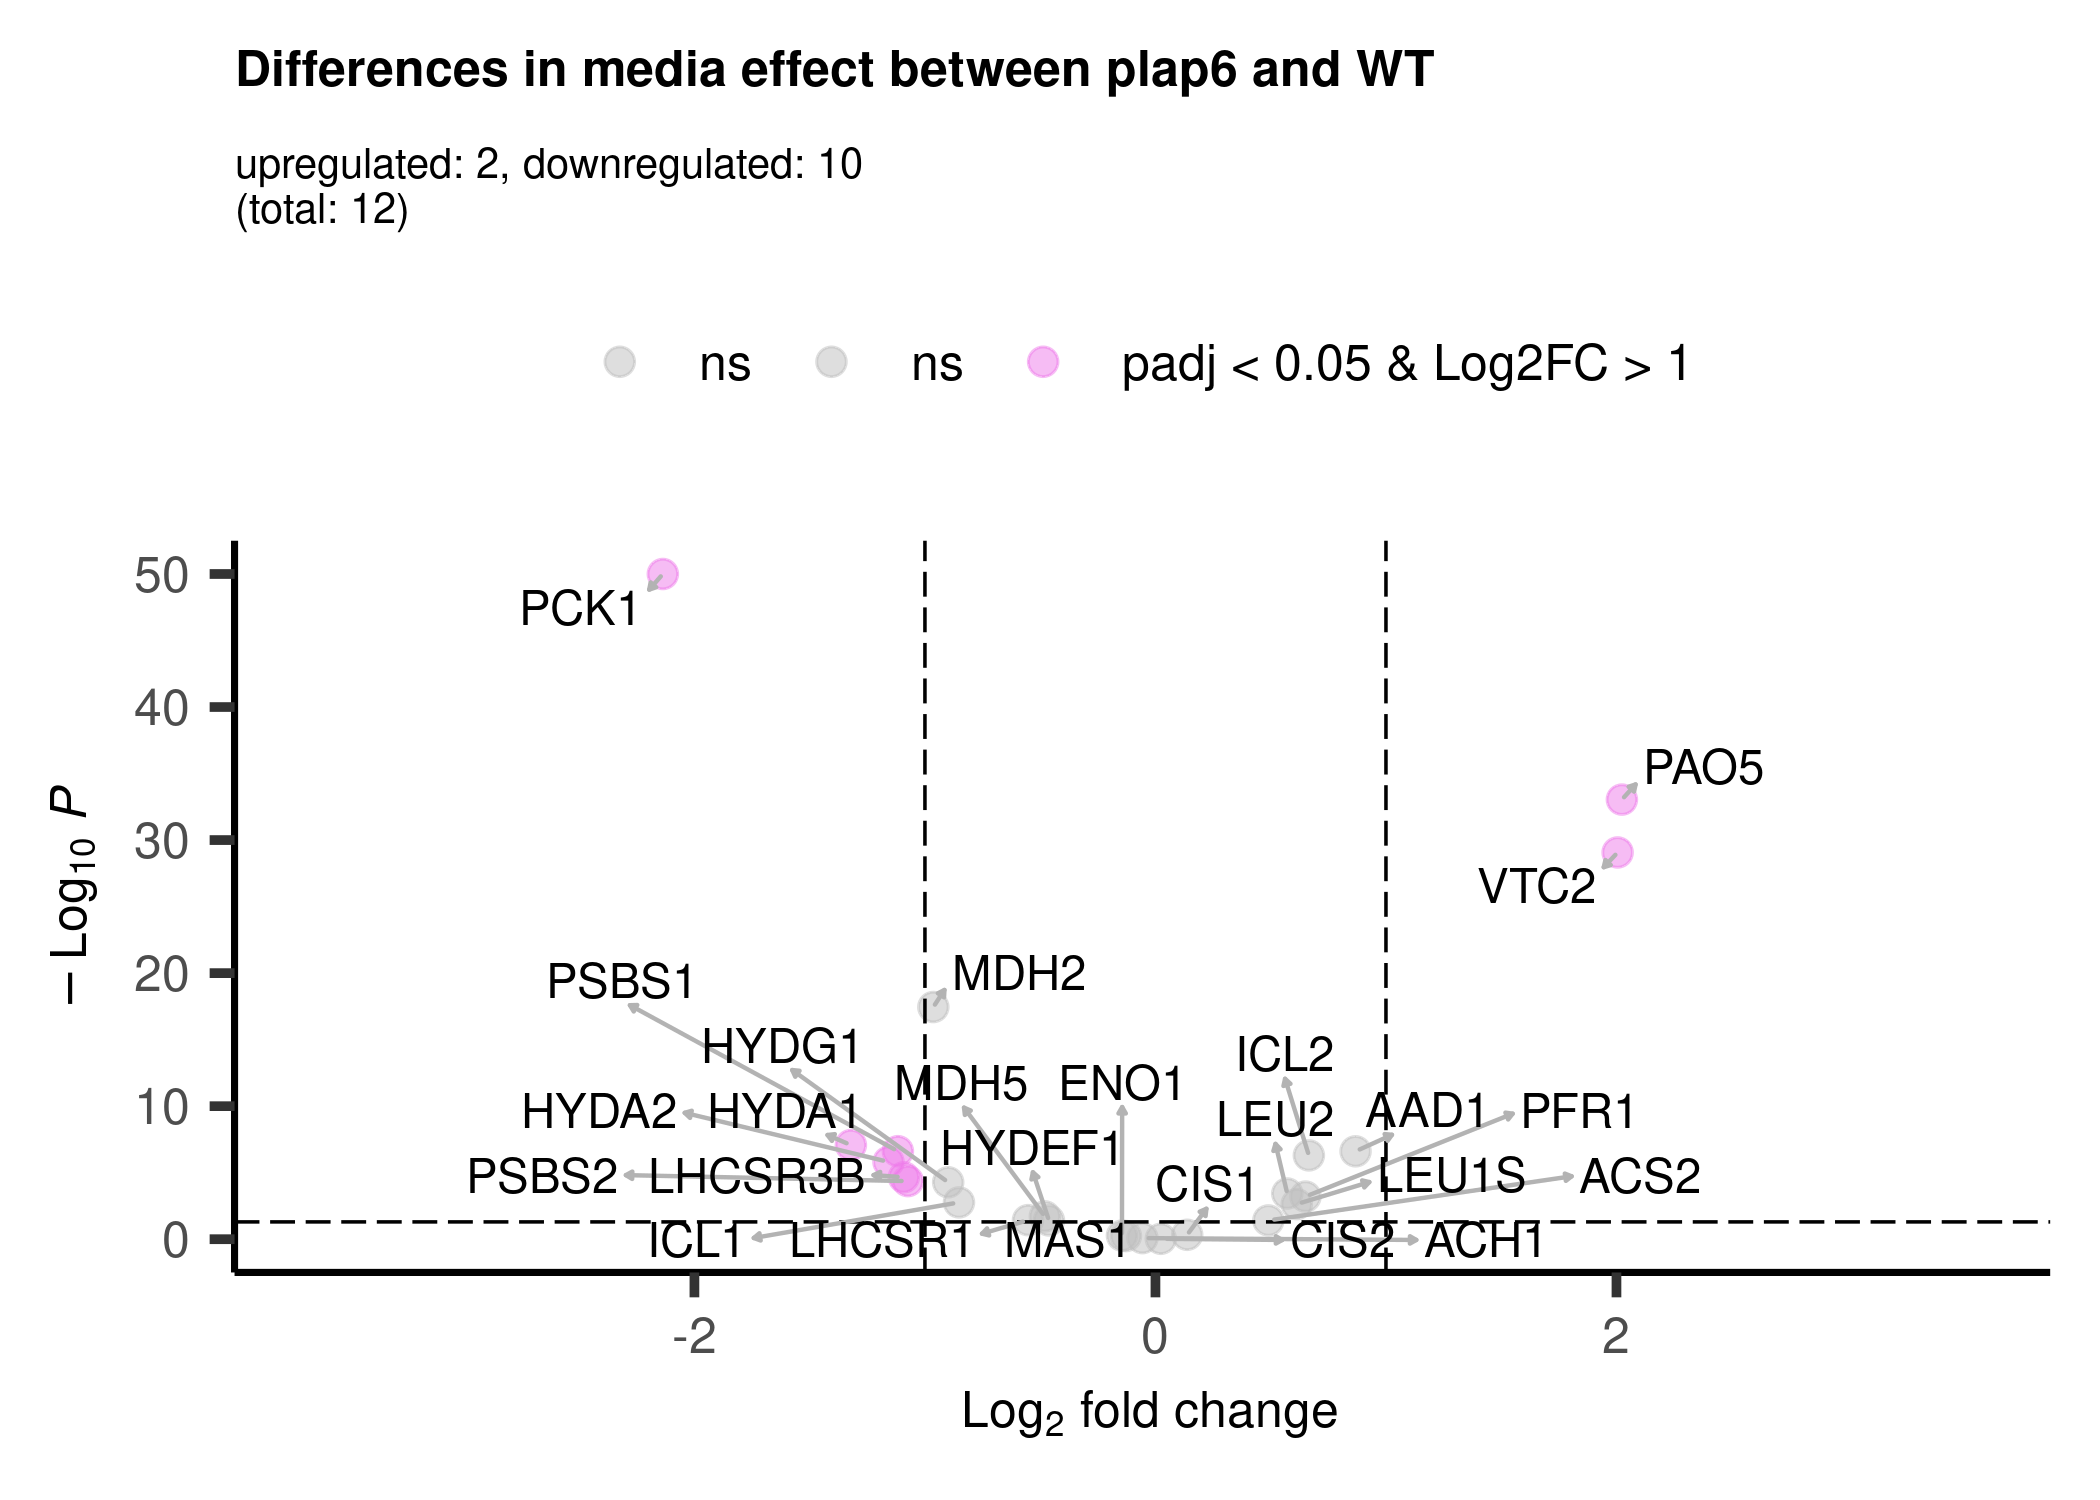 Differences in media effect between plap6 and WT
upregulated: 2, downregulated: 10
(total: 12)
ns
ns
padj < 0.05 & Log2FC > 1
50
40
30
20
10
0
− Log10 P
PCK1
PAO5
VTC2
PSBS1
MDH2
HYDG1
ICL2
MDH5
ENO1
HYDA2
HYDA1
LEU2
AAD1
PFR1
HYDEF1
PSBS2
LHCSR3B
CIS1
LEU1S
ACS2
ICL1
LHCSR1
MAS1
CIS2
ACH1
-2
0
2
Log2 fold change